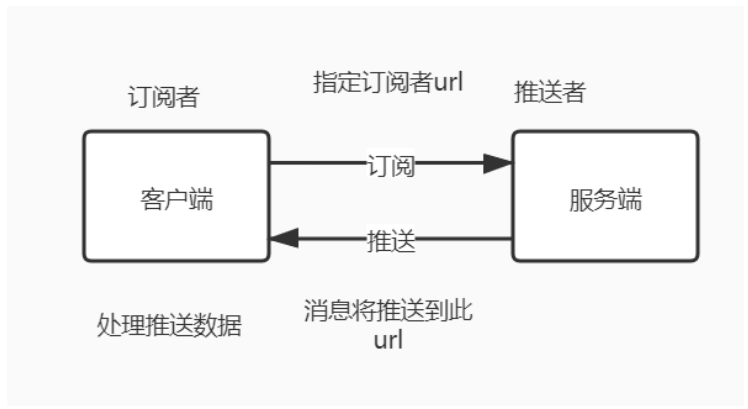 订阅者
指定订阅者url
推送者
客户端
订阅
服务端
推送
处理推送数据
消息将推送到此
url